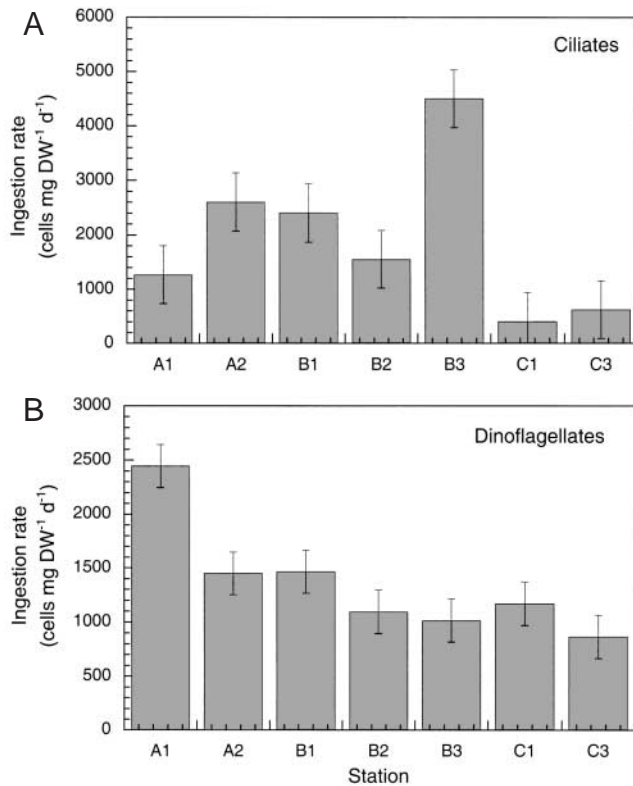 A
6000
5000
4000
3000
2000
1000
0
Ingestion rate
(cells mg DW⁻¹ d⁻¹)
Ciliates
A1 A2 B1 B2 B3 C1 C3
B
3000
2500
2000
1500
1000
500
0
Ingestion rate
(cells mg DW⁻¹ d⁻¹)
Dinoflagellates
A1 A2 B1 B2 B3 C1 C3
Station